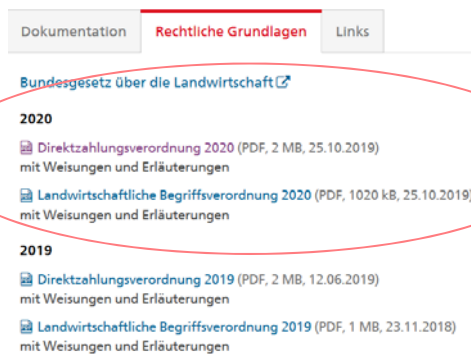 Dokumentation Rechtliche Grundlagen Links
Bundesgesetz über die Landwirtschaft
2020
Direktzahlungsverordnung 2020 (PDF, 2 MB, 25.10.2019)
mit Weisungen und Erläuterungen
Landwirtschaftliche Begriffsverordnung 2020 (PDF, 1020 kB, 25.10.2019)
mit Weisungen und Erläuterungen
2019
Direktzahlungsverordnung 2019 (PDF, 2 MB, 12.06.2019)
mit Weisungen und Erläuterungen
Landwirtschaftliche Begriffsverordnung 2019 (PDF, 1 MB, 23.11.2018)
mit Weisungen und Erläuterungen